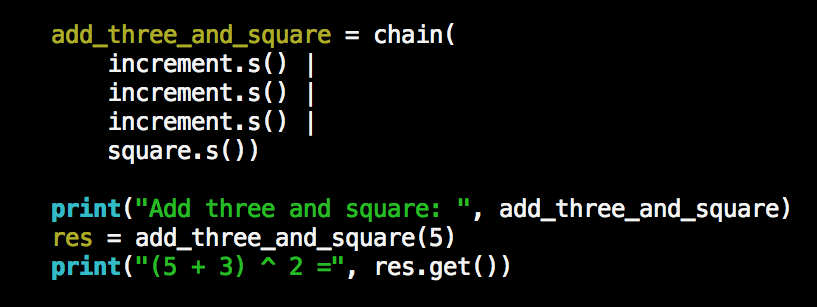 add_three_and_square = chain(
    increment.s() |
    increment.s() |
    increment.s() |
    square.s())

print("Add three and square: ", add_three_and_square)
res = add_three_and_square(5)
print("(5 + 3) ^ 2 =", res.get())